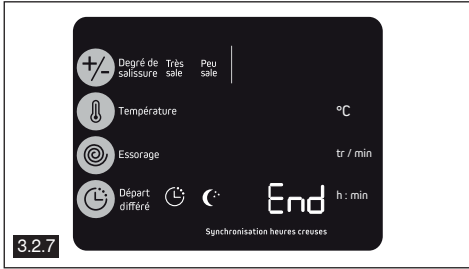 +/- Degré de salissure Très sale Peu sale
Température °C
Essorage tr / min
Départ différé End h : min
Synchronisation heures creuses
3.2.7